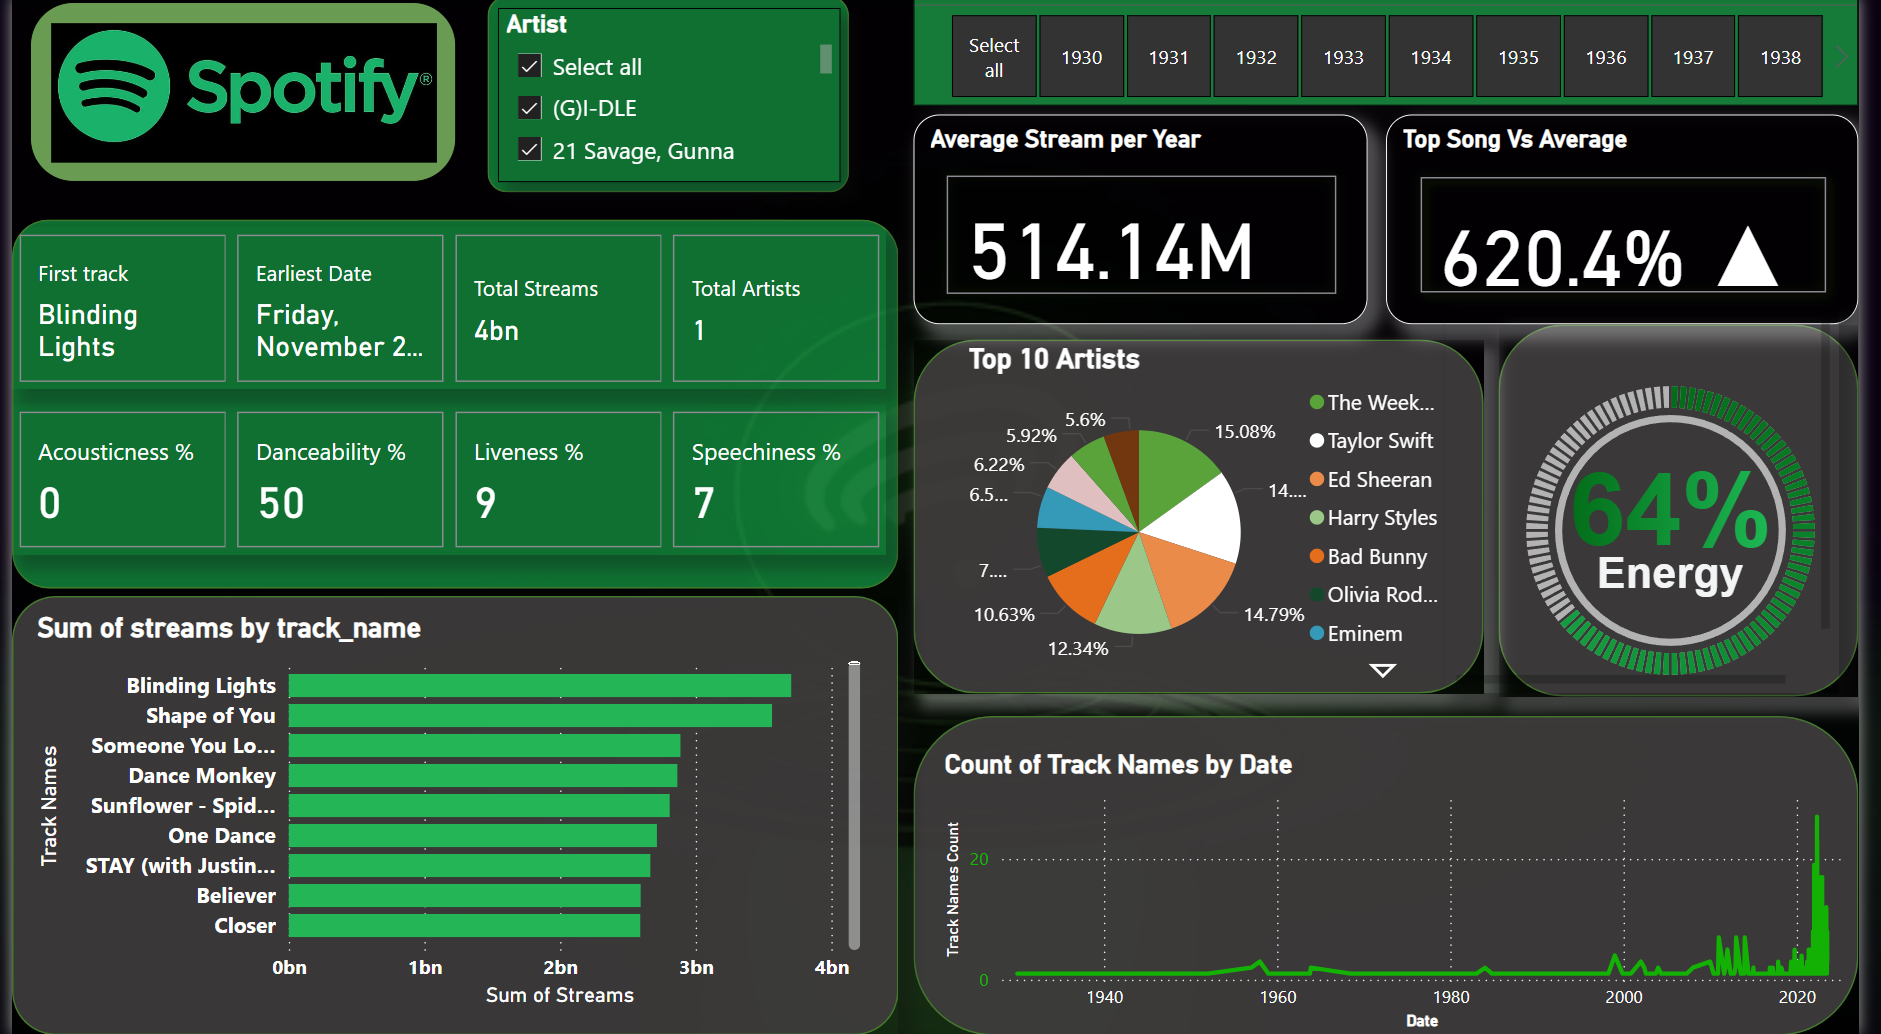 Spotify®
Artist
Select all
(G)I-DLE
21 Savage, Gunna
Select
all
1930
1931
1932
1933
1934
1935
1936
1937
1938
Average Stream per Year
514.14M
Top Song Vs Average
620.4%
First track
Blinding
Lights
Earliest Date
Friday,
November 2...
Total Streams
4bn
Total Artists
1
Acousticness %
0
Danceability %
50
Liveness %
9
Speechiness %
7
Top 10 Artists
5.6%
5.92%
6.22%
6.5...
7....
10.63%
12.34%
14.79%
14....
15.08%
The Week...
Taylor Swift
Ed Sheeran
Harry Styles
Bad Bunny
Olivia Rod...
Eminem
64%
Energy
Sum of streams by track_name
Track Names
Blinding Lights
Shape of You
Someone You Lo...
Dance Monkey
Sunflower - Spid...
One Dance
STAY (with Justin...
Believer
Closer
0bn
1bn
2bn
3bn
4bn
Sum of Streams
Count of Track Names by Date
Track Names Count
20
0
1940
1960
1980
2000
2020
Date